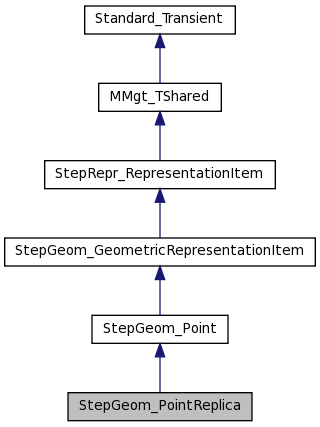 Standard_Transient
MMgt_TShared
StepRepr_RepresentationItem
StepGeom_GeometricRepresentationItem
StepGeom_Point
StepGeom_PointReplica